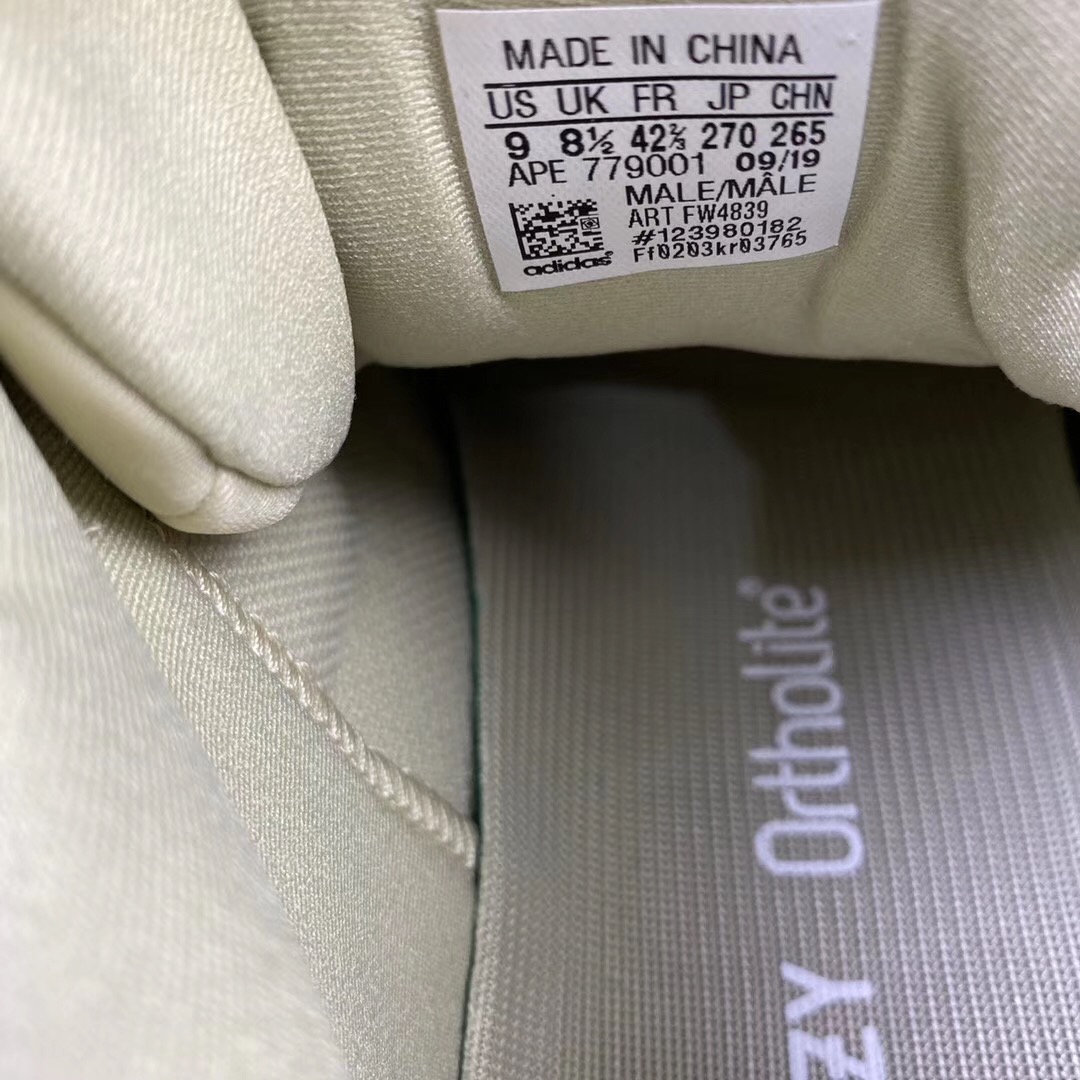 MADE IN CHINA
US UK FR JP CHN
9 8½ 42⅔ 270 265
APE 779001 09/19
MALE/MÂLE
ART FW4839
#123980182
Ff0203kr03765
adidas
Ortholite®
ZY